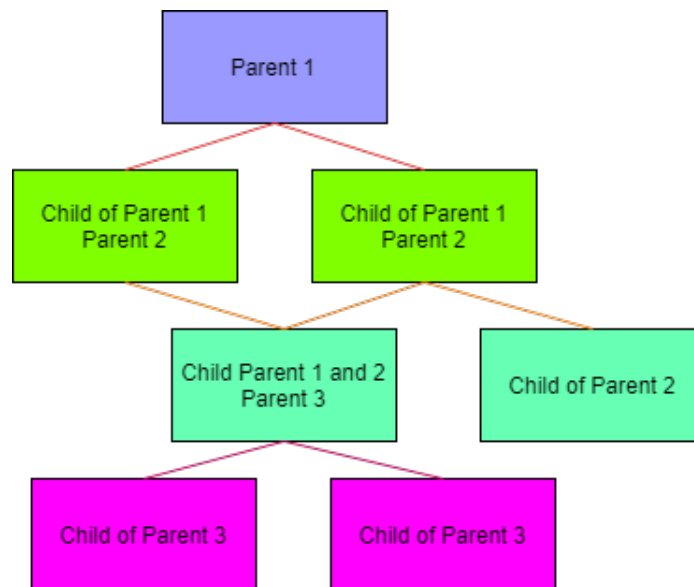 Parent 1
Child of Parent 1
Parent 2
Child of Parent 1
Parent 2
Child Parent 1 and 2
Parent 3
Child of Parent 2
Child of Parent 3
Child of Parent 3